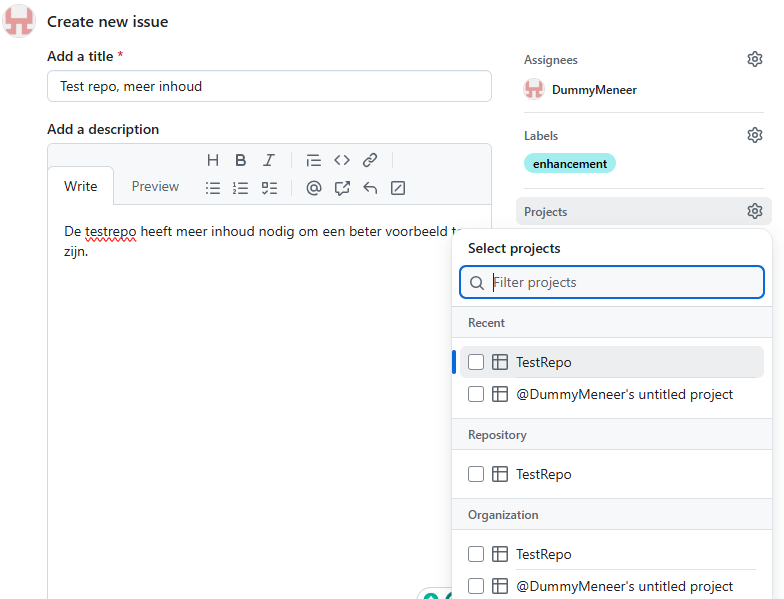 Create new issue
Add a title *
Test repo, meer inhoud
Add a description
Write
Preview
H B I
De testrepo heeft meer inhoud nodig om een beter voorbeeld
zijn.
Assignees
DummyMeneer
Labels
enhancement
Projects
Select projects
Filter projects
Recent
TestRepo
@DummyMeneer's untitled project
Repository
TestRepo
Organization
TestRepo
@DummyMeneer's untitled project